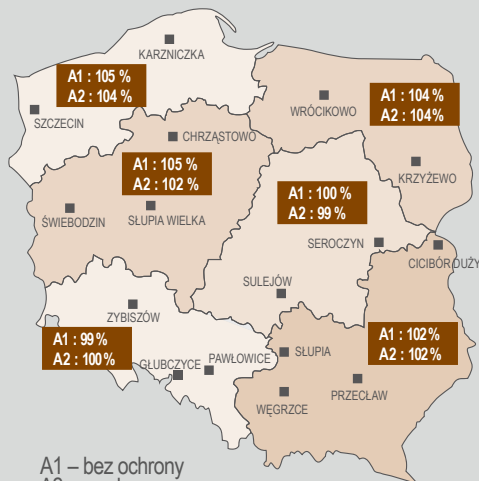 KARZNICZKA
A1 : 105 %
A2 : 104 %
SZCZECIN
WRÓCIKOWO
A1 : 104 %
A2 : 104 %
CHRZĄSTOWO
KRZYŻEWO
A1 : 105 %
A2 : 102 %
ŚWIEBODZIN
SŁUPIA WIELKA
A1 : 100 %
A2 : 99 %
SEROCZYN
CICIBÓR DUŻY
SULEJÓW
ZYBISZÓW
A1 : 99 %
A2 : 100 %
GŁUBCZYCE
PAWŁOWICE
SŁUPIA
A1 : 102 %
A2 : 102 %
WĘGRZCE
PRZECŁAW
A1 – bez ochrony